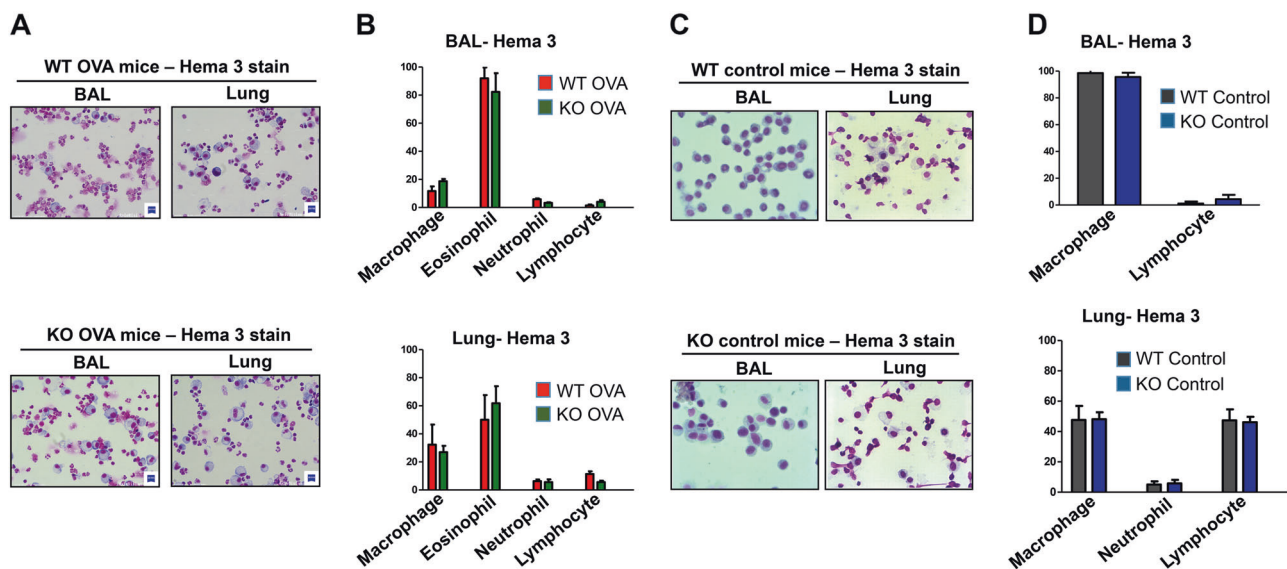 A
WT OVA mice – Hema 3 stain
BAL
Lung
KO OVA mice – Hema 3 stain
BAL
Lung
B
BAL- Hema 3
100
80
60
40
20
0
WT OVA
KO OVA
Macrophage
Eosinophil
Neutrophil
Lymphocyte
Lung- Hema 3
100
80
60
40
20
0
WT OVA
KO OVA
Macrophage
Eosinophil
Neutrophil
Lymphocyte
C
WT control mice – Hema 3 stain
BAL
Lung
KO control mice – Hema 3 stain
BAL
Lung
D
BAL- Hema 3
100
80
60
40
20
0
WT Control
KO Control
Macrophage
Lymphocyte
Lung- Hema 3
100
80
60
40
20
0
WT Control
KO Control
Macrophage
Neutrophil
Lymphocyte